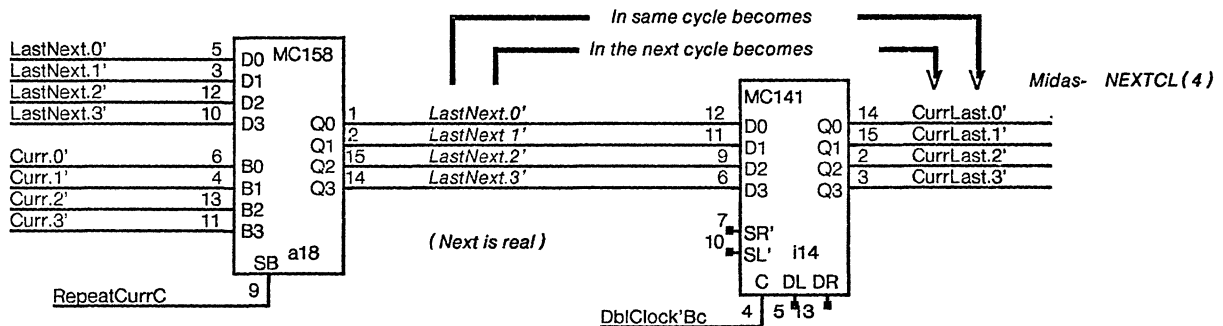 In same cycle becomes
In the next cycle becomes
Midas- NEXTCL(4)
LastNext.0' 5 D0 MC158
LastNext.1' 3 D1
LastNext.2' 12 D2
LastNext.3' 10 D3
Q0 1 LastNext.0'
Q1 2 LastNext 1'
Q2 15 LastNext.2'
Q3 14 LastNext.3'
Curr.0' 6 B0
Curr.1' 4 B1
Curr.2' 13 B2
Curr.3' 11 B3
a18
SB
RepeatCurrC 9
(Next is real)
MC141
12 D0 Q0 14 CurrLast.0'
11 D1 Q1 15 CurrLast.1'
9 D2 Q2 2 CurrLast.2'
6 D3 Q3 3 CurrLast.3'
7 SR'
10 SL' i14
C DL DR
DblClock'Bc 4 5 13